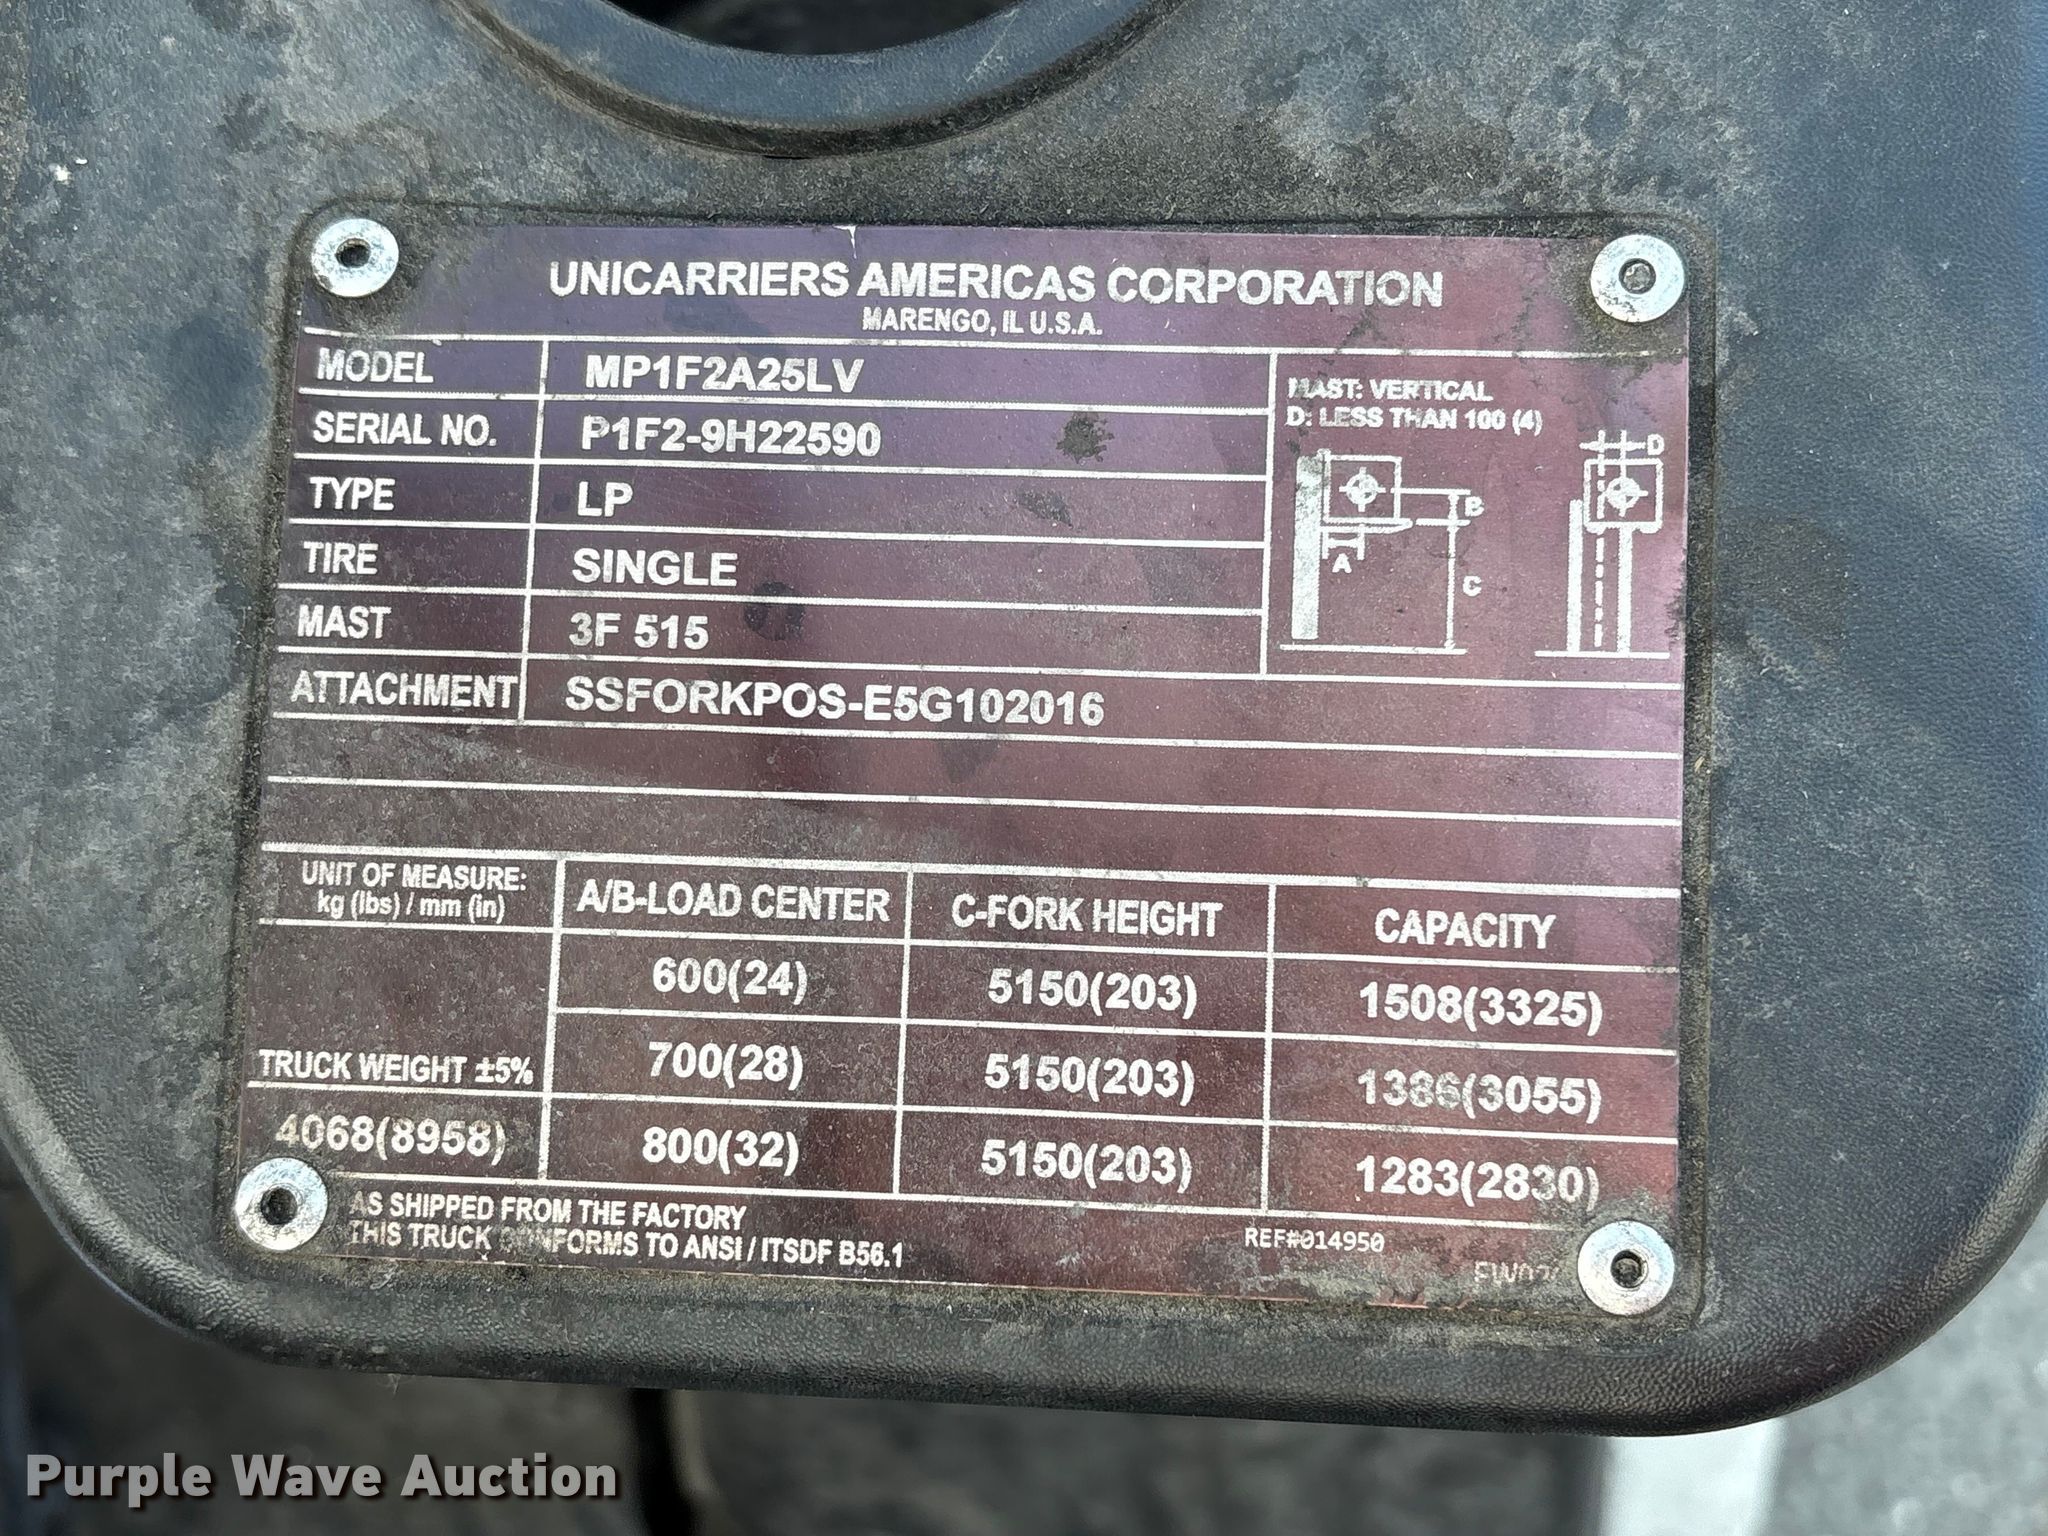 UNICARRIERS AMERICAS CORPORATION
MARENGO, IL U.S.A.
MODEL MP1F2A25LV
SERIAL NO. P1F2-9H22590
TYPE LP
TIRE SINGLE
MAST 3F 515
ATTACHMENT SSFORKPOS-E5G102016
MAST: VERTICAL
D: LESS THAN 100 (4)
D
B
A
C
UNIT OF MEASURE:
kg (lbs) / mm (in)
A/B-LOAD CENTER C-FORK HEIGHT CAPACITY
600(24) 5150(203) 1508(3325)
700(28) 5150(203) 1386(3055)
800(32) 5150(203) 1283(2830)
TRUCK WEIGHT ±5%
4068(8958)
AS SHIPPED FROM THE FACTORY
THIS TRUCK CONFORMS TO ANSI / ITSDF B56.1
REF#014950
Purple Wave Auction